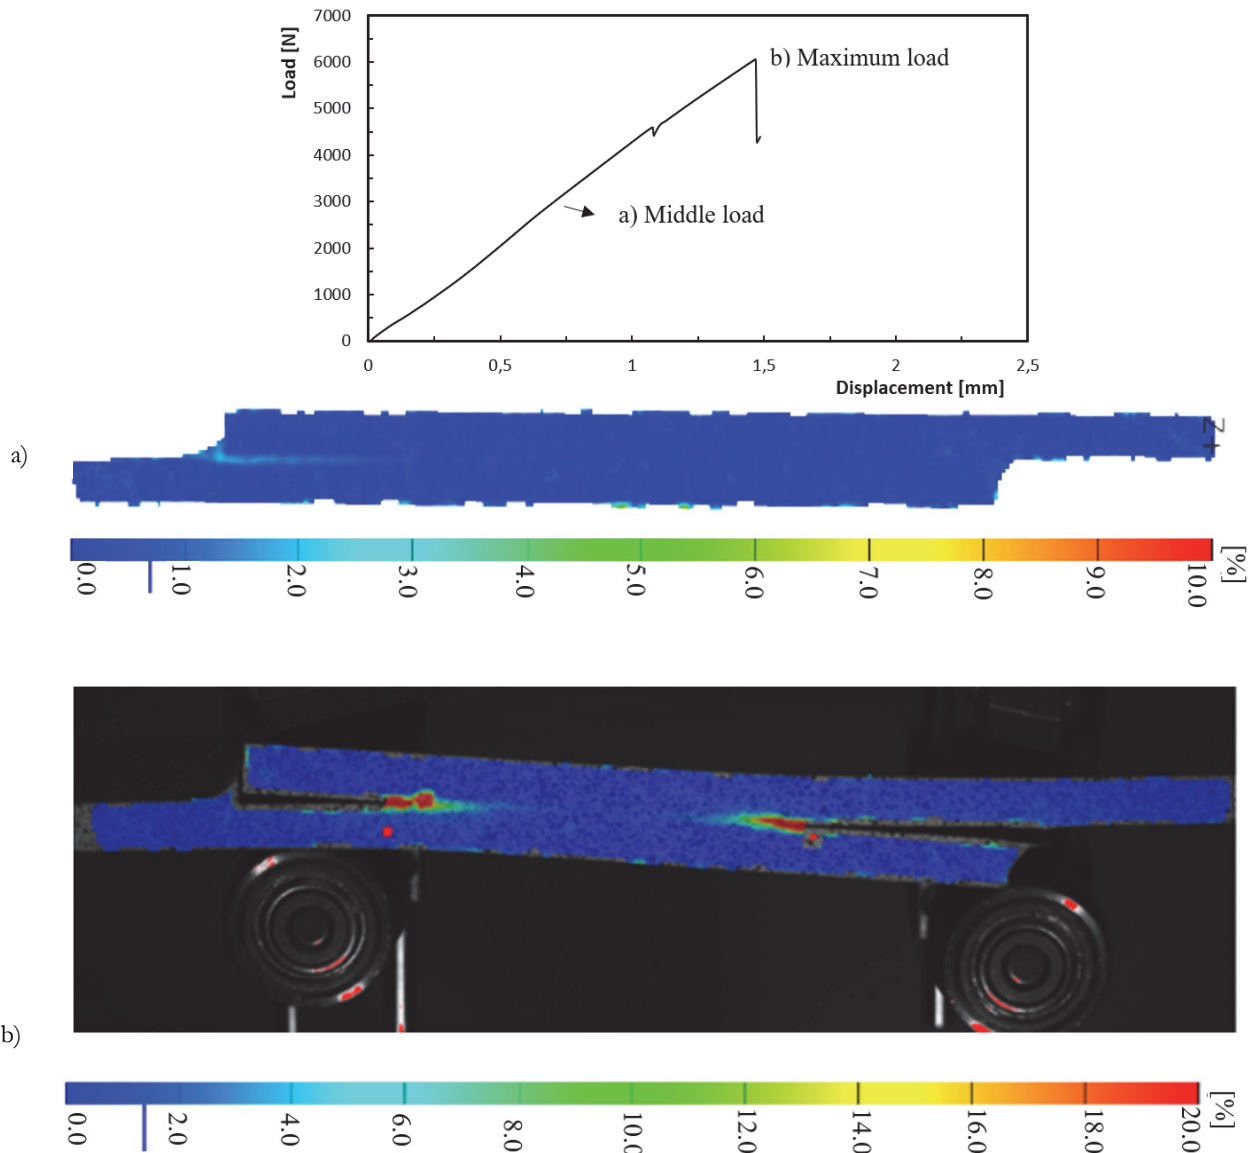 7000
6000
5000
4000
3000
2000
1000
0
Load [N]
b) Maximum load
a) Middle load
0 0,5 1 1,5 2 2,5
Displacement [mm]
a)
Z
0.0 1.0 2.0 3.0 4.0 5.0 6.0 7.0 8.0 9.0 10.0 [%]
b)
0.0 2.0 4.0 6.0 8.0 10.0 12.0 14.0 16.0 18.0 20.0 [%]